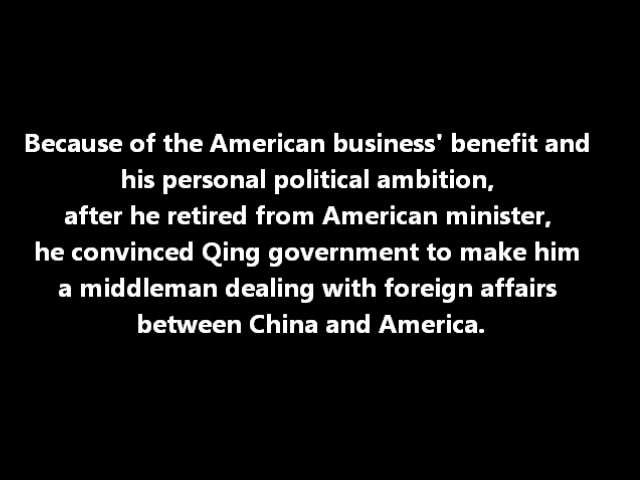 Because of the American business' benefit and
his personal political ambition,
after he retired from American minister,
he convinced Qing government to make him
a middleman dealing with foreign affairs
between China and America.